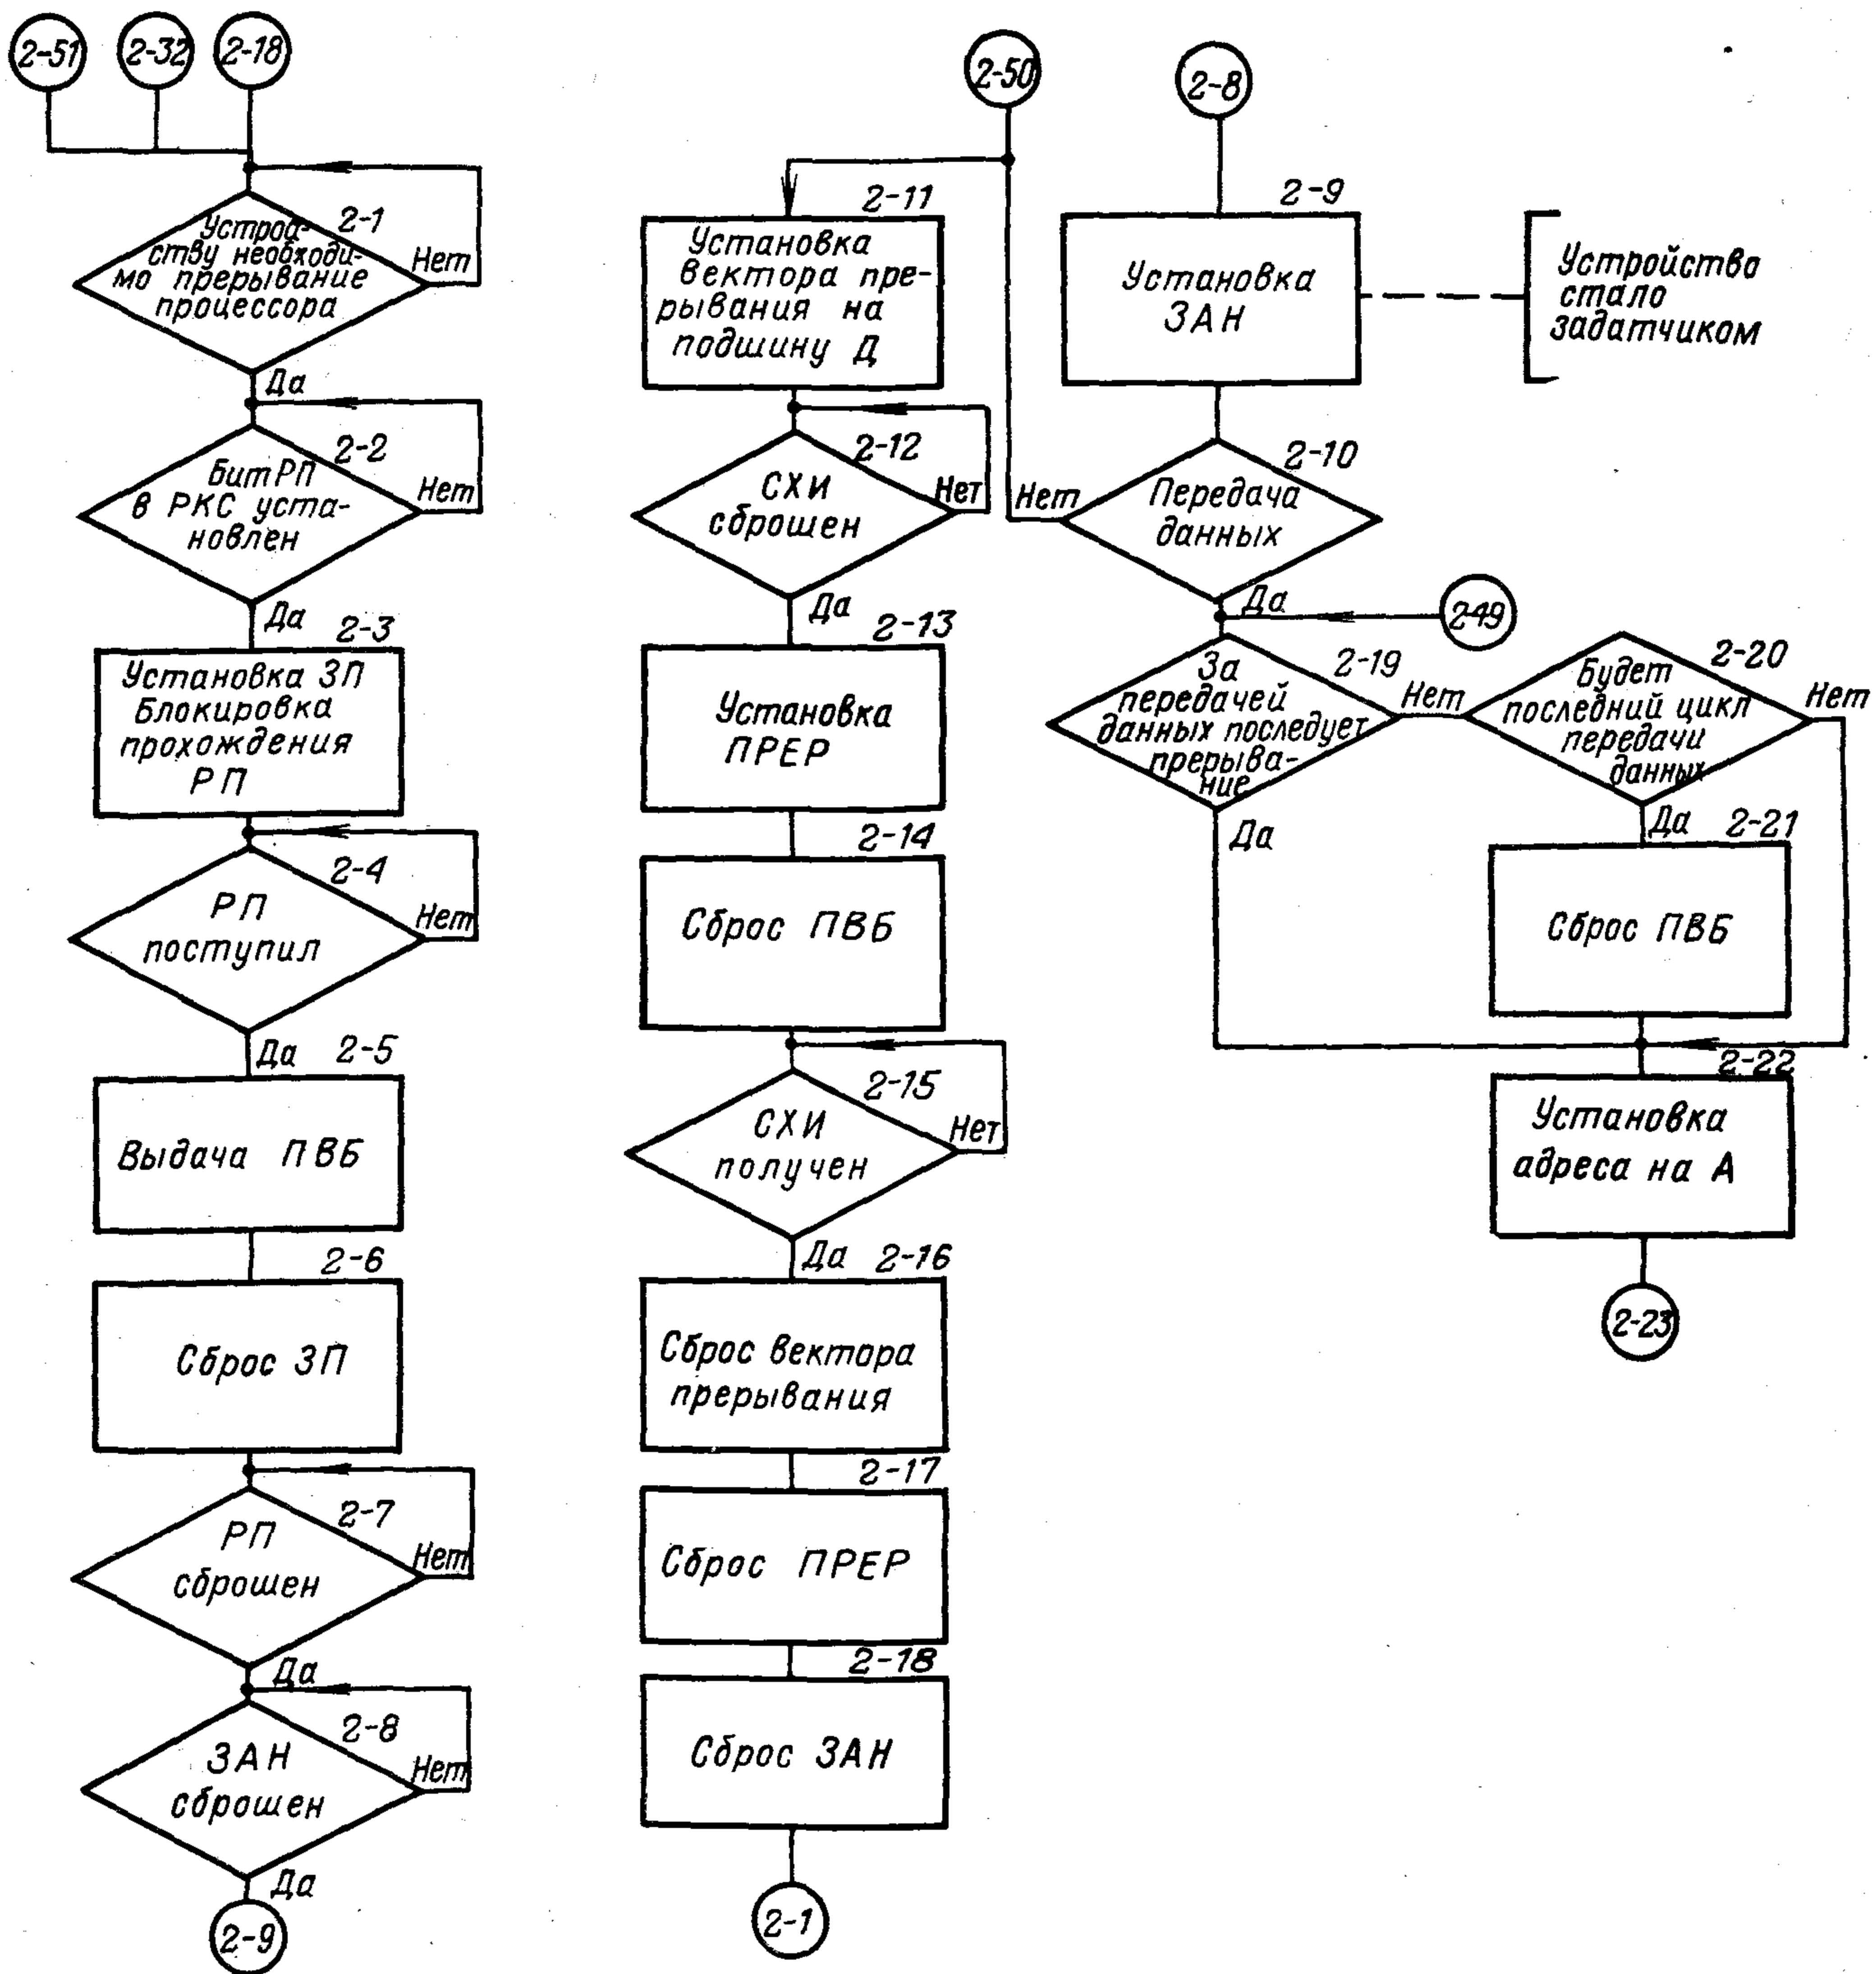 2-51
2-32
2-18
2-1
Устрой-
ству необходи-
мо прерывание
процессора
Нет
Да
2-2
Бит РП
в РКС уста-
новлен
Нет
Да
2-3
Установка ЗП
Блокировка
прохождения
РП
2-4
РП
поступил
Нет
Да
2-5
Выдача ПВБ
2-6
Сброс ЗП
2-7
РП
сброшен
Нет
Да
2-8
ЗАН
сброшен
Нет
Да
2-9
2-50
2-11
Установка
вектора пре-
рывания на
подшину Д
2-12
СХИ
сброшен
Нет
Да
2-13
Установка
ПРЕР
2-14
Сброс ПВБ
2-15
СХИ
получен
Нет
Да
2-16
Сброс вектора
прерывания
2-17
Сброс ПРЕР
2-18
Сброс ЗАН
2-1
2-8
2-9
Установка
ЗАН
Устройство
стало
задатчиком
2-10
Передача
данных
Нет
Да
2-49
2-19
За
передачей
данных последует
прерыва-
ние
Нет
Да
2-20
Будет
последний цикл
передачи
данных
Нет
Да
2-21
Сброс ПВБ
2-22
Установка
адреса на А
2-23